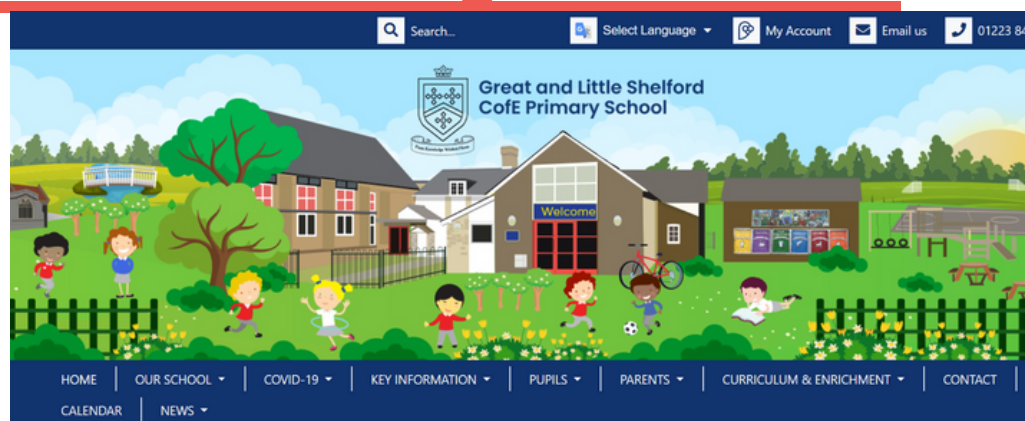 Search...
Select Language
My Account
Email us
01223 84
Great and Little Shelford
CofE Primary School
Welcome
HOME
OUR SCHOOL
COVID-19
KEY INFORMATION
PUPILS
PARENTS
CURRICULUM & ENRICHMENT
CONTACT
CALENDAR
NEWS